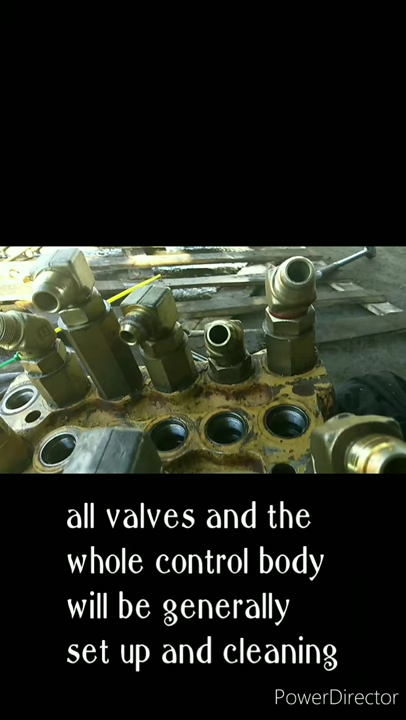 all valves and the
whole control body
will be generally
set up and cleaning
PowerDirector